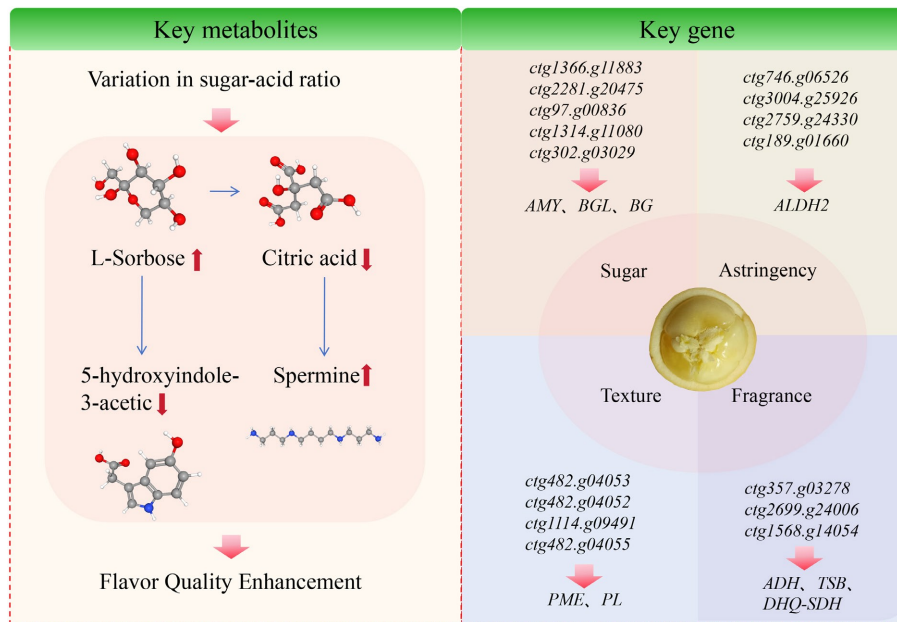 Key metabolites
Variation in sugar-acid ratio
L-Sorbose
Citric acid
5-hydroxyindole-
3-acetic
Spermine
Flavor Quality Enhancement
Key gene
ctg1366.g11883
ctg2281.g20475
ctg97.g00836
ctg1314.g11080
ctg302.g03029
AMY、BGL、BG
ctg746.g06526
ctg3004.g25926
ctg2759.g24330
ctg189.g01660
ALDH2
Sugar
Astringency
Texture
Fragrance
ctg482.g04053
ctg482.g04052
ctg1114.g09491
ctg482.g04055
PME、PL
ctg357.g03278
ctg2699.g24006
ctg1568.g14054
ADH、TSB、
DHQ-SDH